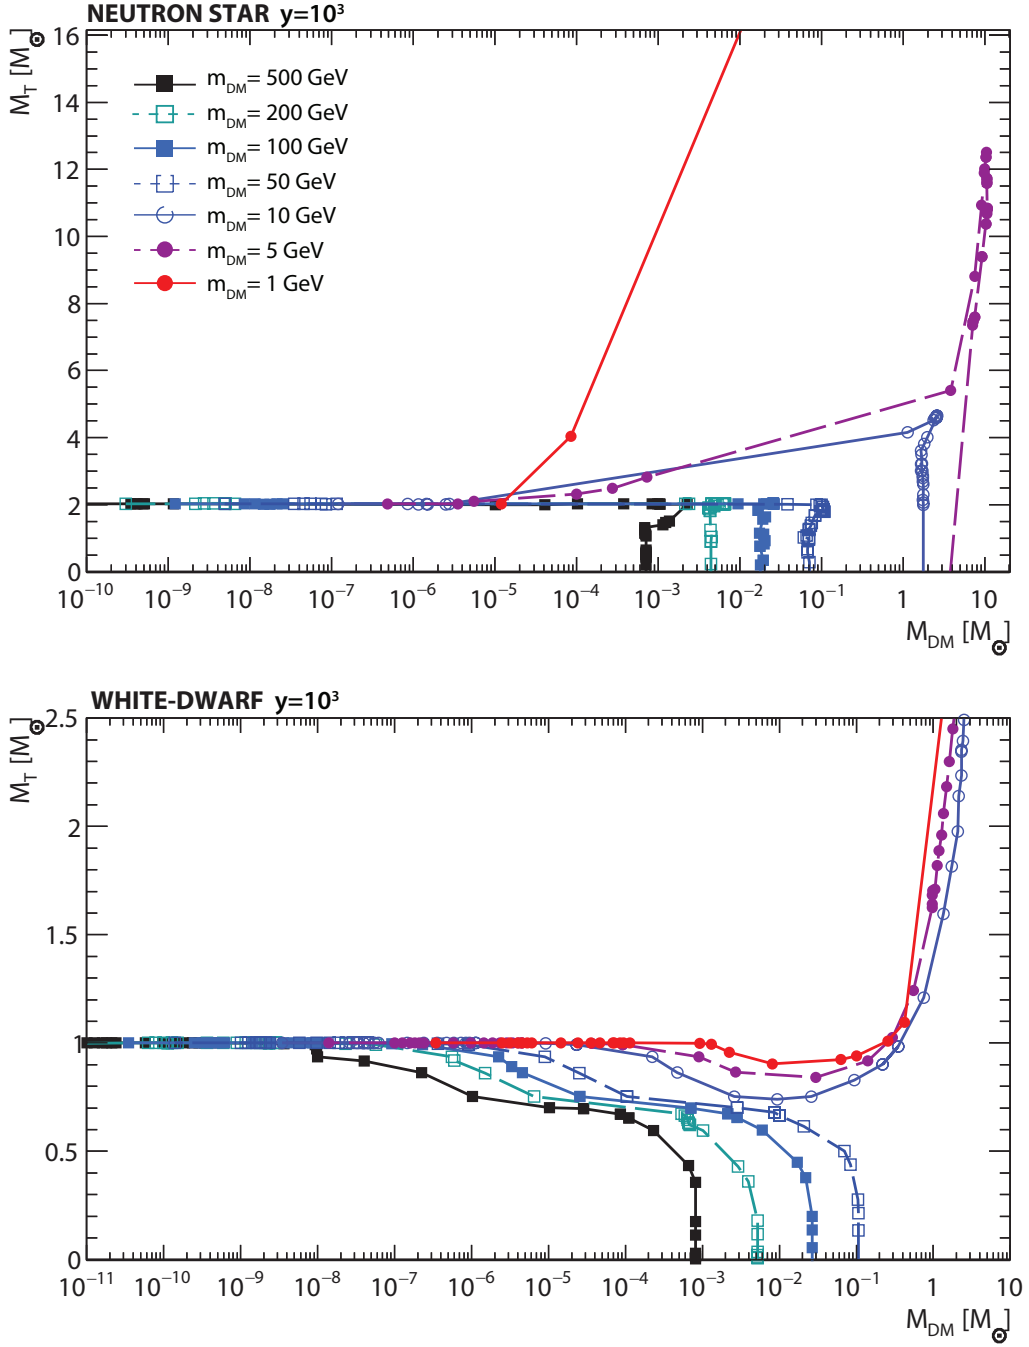 NEUTRON STAR y=10³
M_T [M_⊙]
16
14
12
10
8
6
4
2
0
m_DM= 500 GeV
m_DM= 200 GeV
m_DM= 100 GeV
m_DM= 50 GeV
m_DM= 10 GeV
m_DM= 5 GeV
m_DM= 1 GeV
10⁻¹⁰ 10⁻⁹ 10⁻⁸ 10⁻⁷ 10⁻⁶ 10⁻⁵ 10⁻⁴ 10⁻³ 10⁻² 10⁻¹ 1 10
M_DM [M_⊙]
WHITE-DWARF y=10³
M_T [M_⊙]
2.5
2
1.5
1
0.5
0
10⁻¹¹ 10⁻¹⁰ 10⁻⁹ 10⁻⁸ 10⁻⁷ 10⁻⁶ 10⁻⁵ 10⁻⁴ 10⁻³ 10⁻² 10⁻¹ 1 10
M_DM [M_⊙]